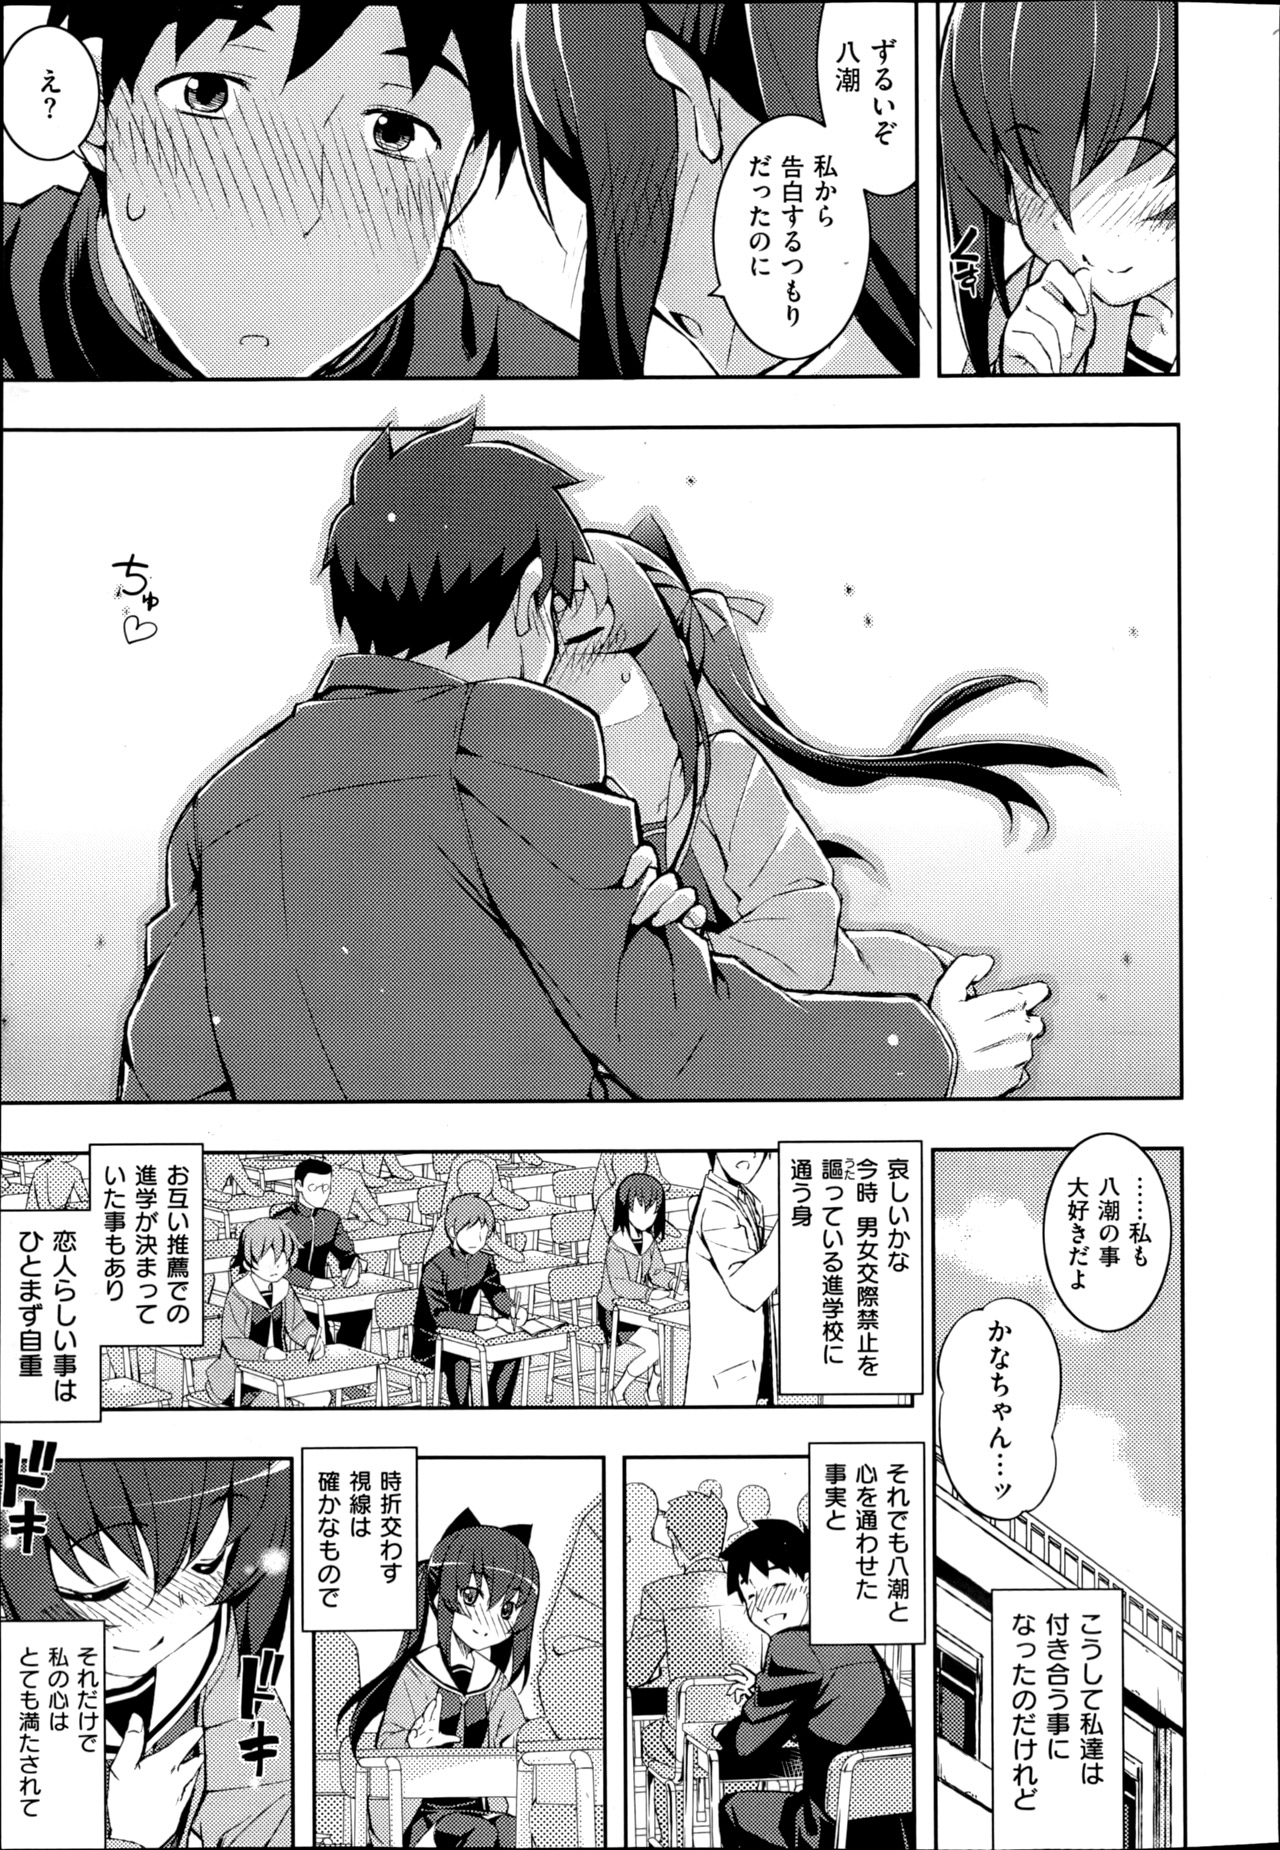 くすっ
ずるいぞ
八潮
私から
告白するつもり
だったのに
え?
ちゅ♡
……私も
八潮の事
大好きだよ
かなちゃん…ッ
こうして私達は
付き合う事に
なったのだけれど
哀しいかな
今時 男女交際禁止を
謳っている進学校に
うた
通う身
お互い推薦での
進学が決まって
いた事もあり
恋人らしい事は
ひとまず自重
それでも八潮と
心を通わせた
事実と
時折交わす
視線は
確かなもので
ドキ
ドキ
それだけで
私の心は
とても満たされて